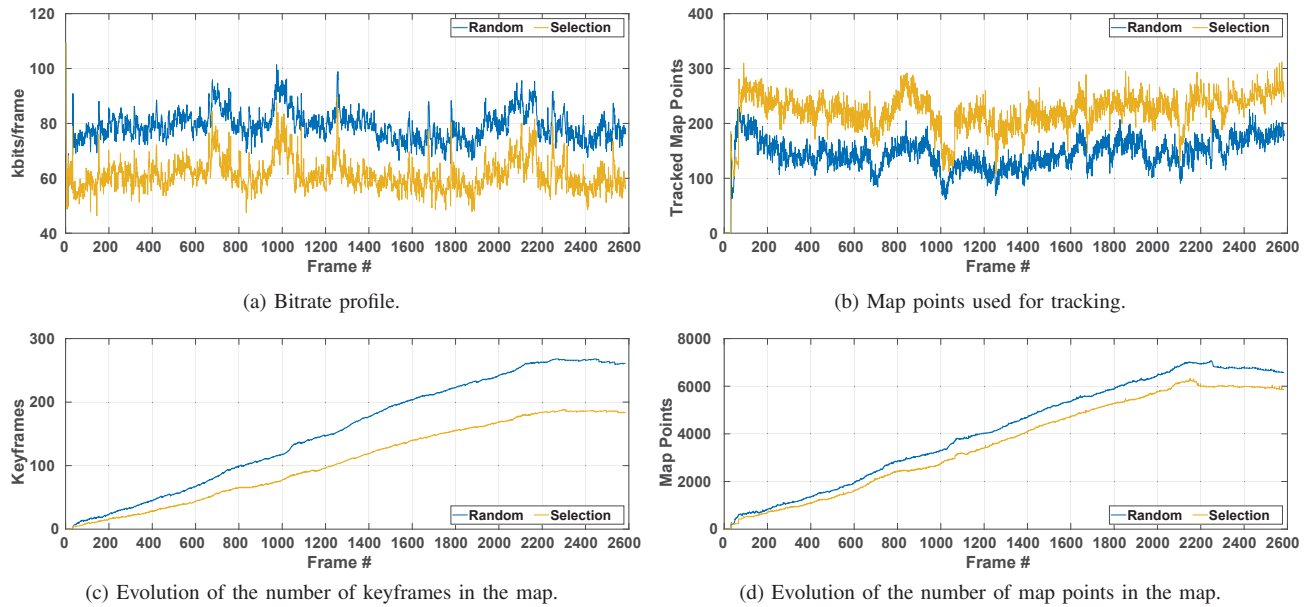 120
100
80
60
40
kbits/frame
Random Selection
0 200 400 600 800 1000 1200 1400 1600 1800 2000 2200 2400 2600
Frame #
(a) Bitrate profile.
400
300
200
100
0
Tracked Map Points
Random Selection
0 200 400 600 800 1000 1200 1400 1600 1800 2000 2200 2400 2600
Frame #
(b) Map points used for tracking.
300
200
100
0
Keyframes
Random Selection
0 200 400 600 800 1000 1200 1400 1600 1800 2000 2200 2400 2600
Frame #
(c) Evolution of the number of keyframes in the map.
8000
6000
4000
2000
0
Map Points
Random Selection
0 200 400 600 800 1000 1200 1400 1600 1800 2000 2200 2400 2600
Frame #
(d) Evolution of the number of map points in the map.